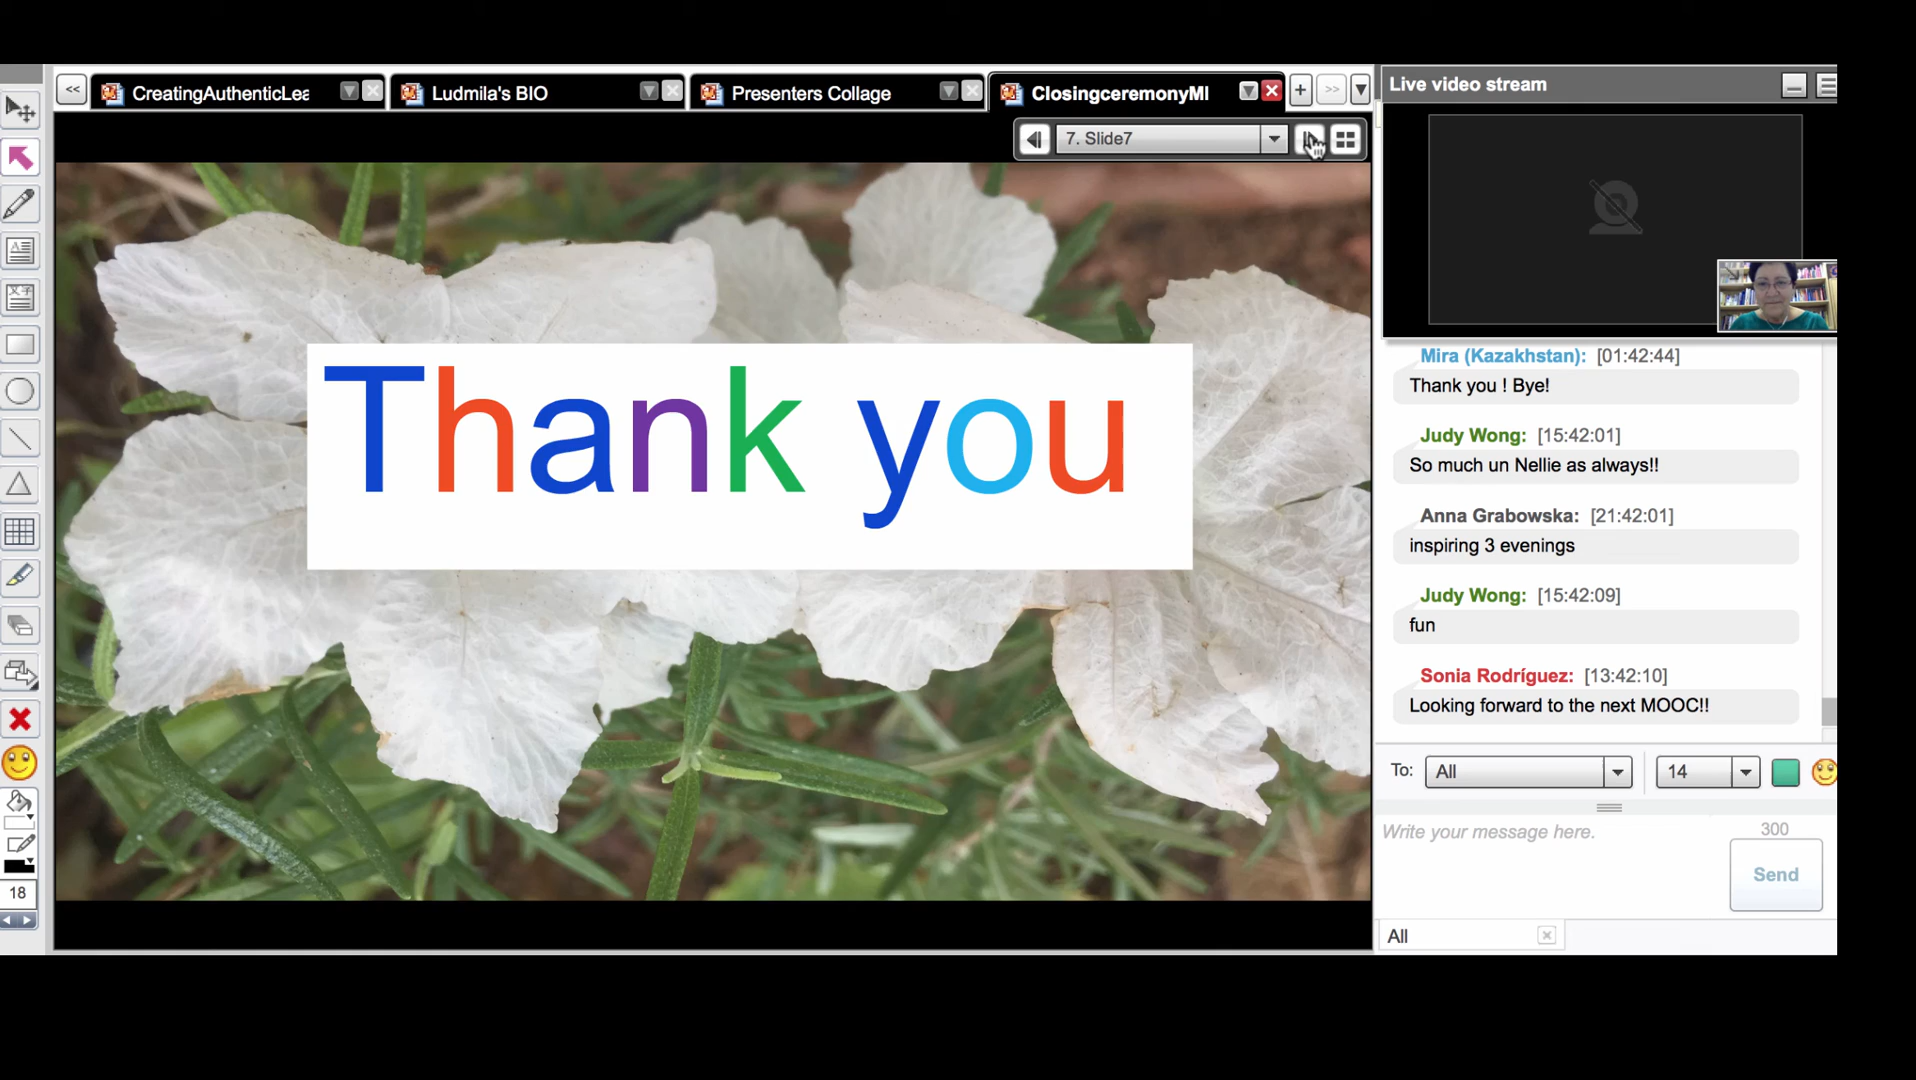 << CreatingAuthenticLea Ludmila's BIO Presenters Collage ClosingceremonyMI + >>
7. Slide7
Thank you
18
Live video stream
Mira (Kazakhstan): [01:42:44]
Thank you ! Bye!
Judy Wong: [15:42:01]
So much un Nellie as always!!
Anna Grabowska: [21:42:01]
inspiring 3 evenings
Judy Wong: [15:42:09]
fun
Sonia Rodríguez: [13:42:10]
Looking forward to the next MOOC!!
To: All 14
Write your message here. 300
Send
All